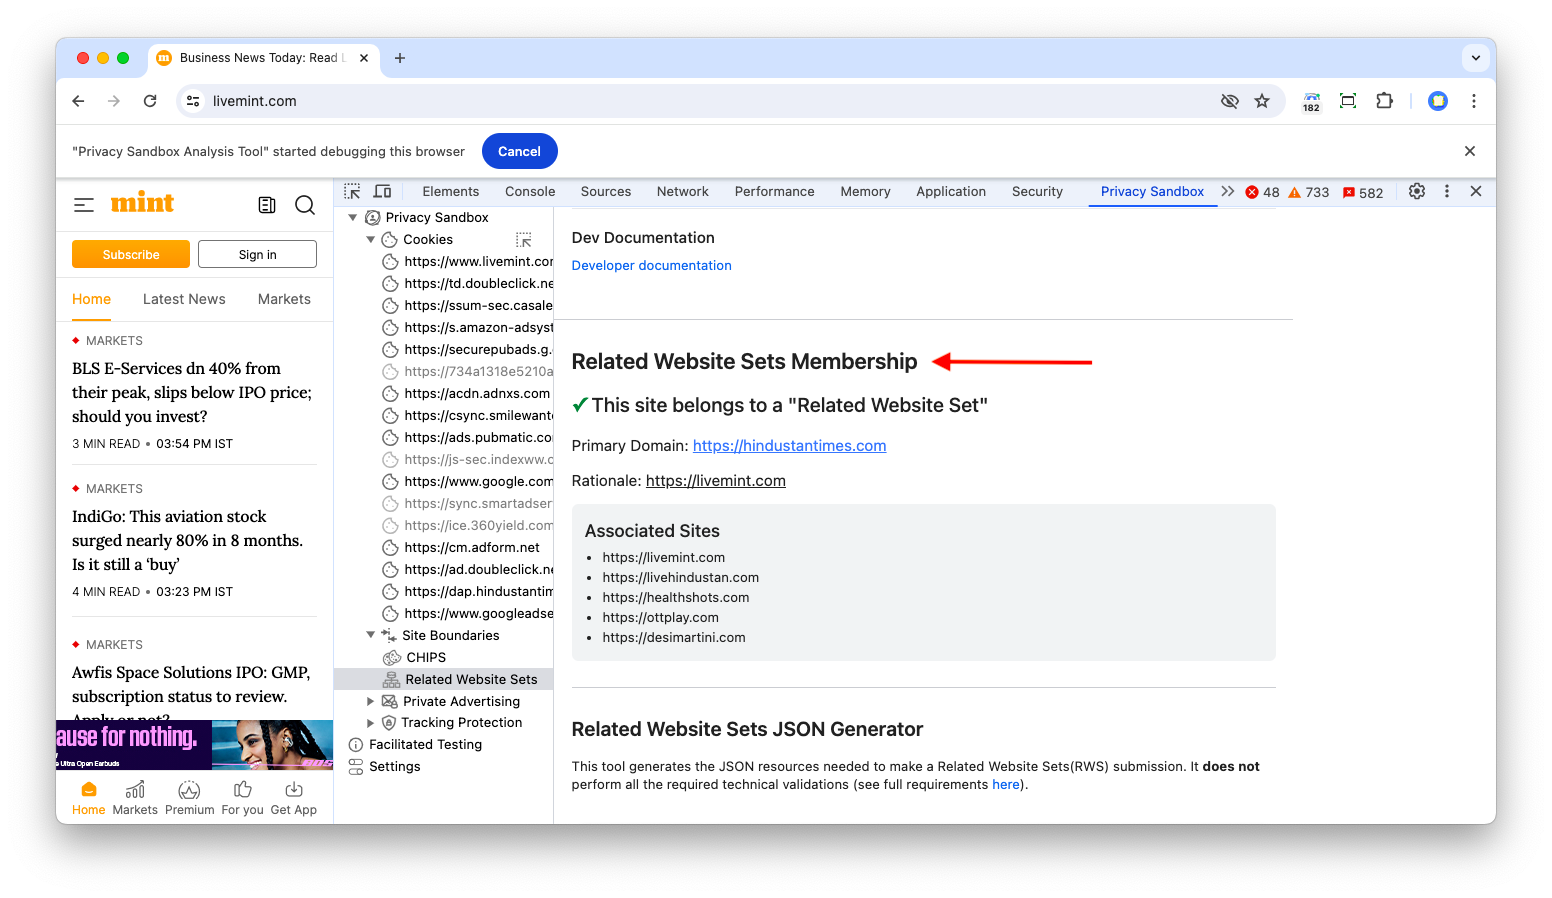 Business News Today: Read L
livemint.com
182
"Privacy Sandbox Analysis Tool" started debugging this browser
Cancel
mint
Subscribe
Sign in
Home
Latest News
Markets
MARKETS
BLS E-Services dn 40% from
their peak, slips below IPO price;
should you invest?
3 MIN READ • 03:54 PM IST
MARKETS
IndiGo: This aviation stock
surged nearly 80% in 8 months.
Is it still a ‘buy’
4 MIN READ • 03:23 PM IST
MARKETS
Awfis Space Solutions IPO: GMP,
subscription status to review.
Apply or not?
ause for nothing.
Ultra Open Earbuds
Home
Markets
Premium
For you
Get App
Elements
Console
Sources
Network
Performance
Memory
Application
Security
Privacy Sandbox
48
733
582
Privacy Sandbox
Cookies
https://www.livemint.com
https://td.doubleclick.ne
https://ssum-sec.casale
https://s.amazon-adsyst
https://securepubads.g.
https://734a1318e5210a
https://acdn.adnxs.com
https://csync.smilewante
https://ads.pubmatic.co
https://js-sec.indexww.c
https://www.google.com
https://sync.smartadser
https://ice.360yield.com
https://cm.adform.net
https://ad.doubleclick.ne
https://dap.hindustantim
https://www.googleadse
Site Boundaries
CHIPS
Related Website Sets
Private Advertising
Tracking Protection
Facilitated Testing
Settings
Dev Documentation
Developer documentation
Related Website Sets Membership
This site belongs to a "Related Website Set"
Primary Domain: https://hindustantimes.com
Rationale: https://livemint.com
Associated Sites
• https://livemint.com
• https://livehindustan.com
• https://healthshots.com
• https://ottplay.com
• https://desimartini.com
Related Website Sets JSON Generator
This tool generates the JSON resources needed to make a Related Website Sets(RWS) submission. It does not
perform all the required technical validations (see full requirements here).